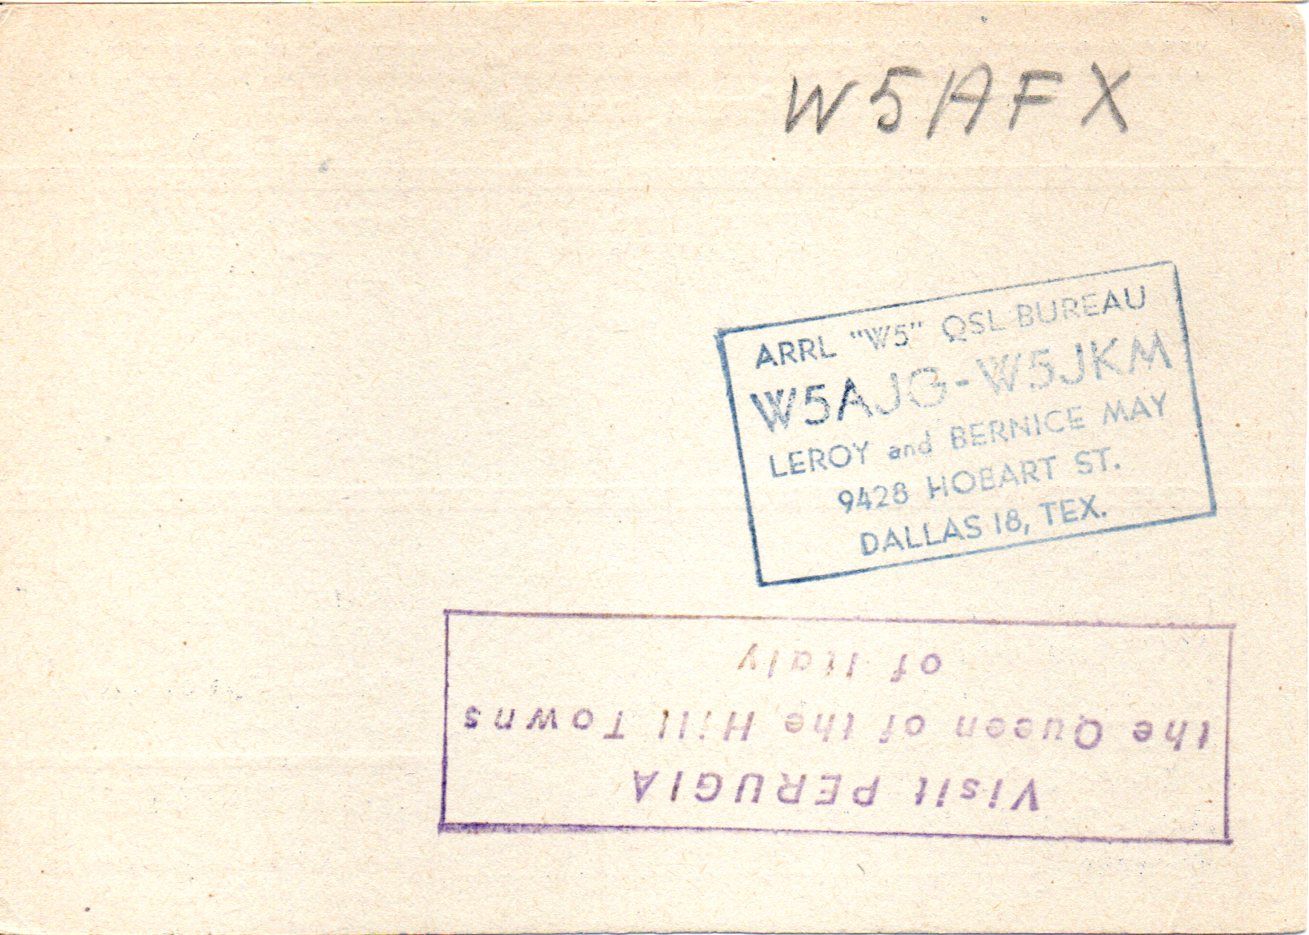 W5AFX
ARRL "W5" QSL BUREAU
W5AJG-W5JKM
LEROY and BERNICE MAY
9428 HOBART ST.
DALLAS 18, TEX.
Visit PERUGIA
the Queen of the Hill Towns
of Italy